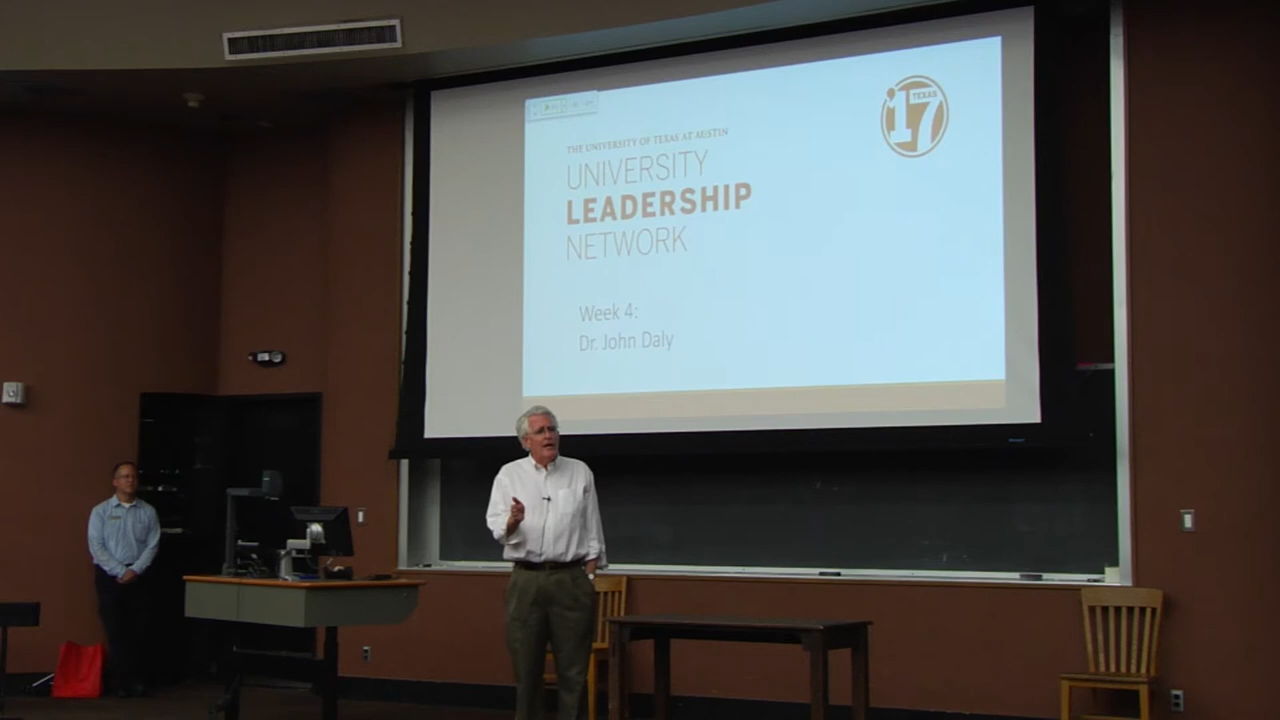 THE UNIVERSITY OF TEXAS AT AUSTIN
UNIVERSITY
LEADERSHIP
NETWORK
TEXAS
'17
Week 4:
Dr. John Daly